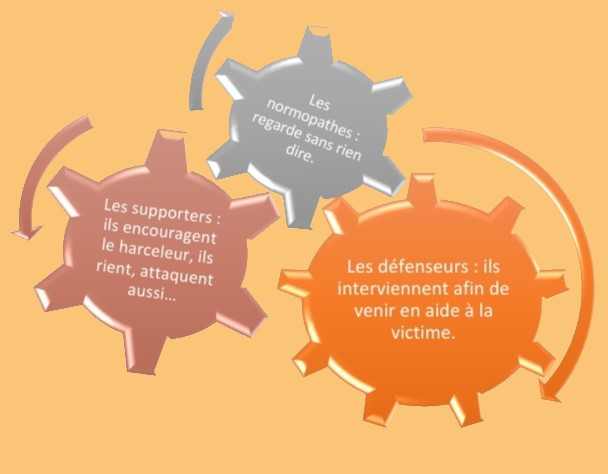 Les
normopathes :
regarde sans rien
dire.
Les supporters :
ils encouragent
le harceleur, ils
rient, attaquent
aussi...
Les défenseurs : ils
interviennent afin de
venir en aide à la
victime.